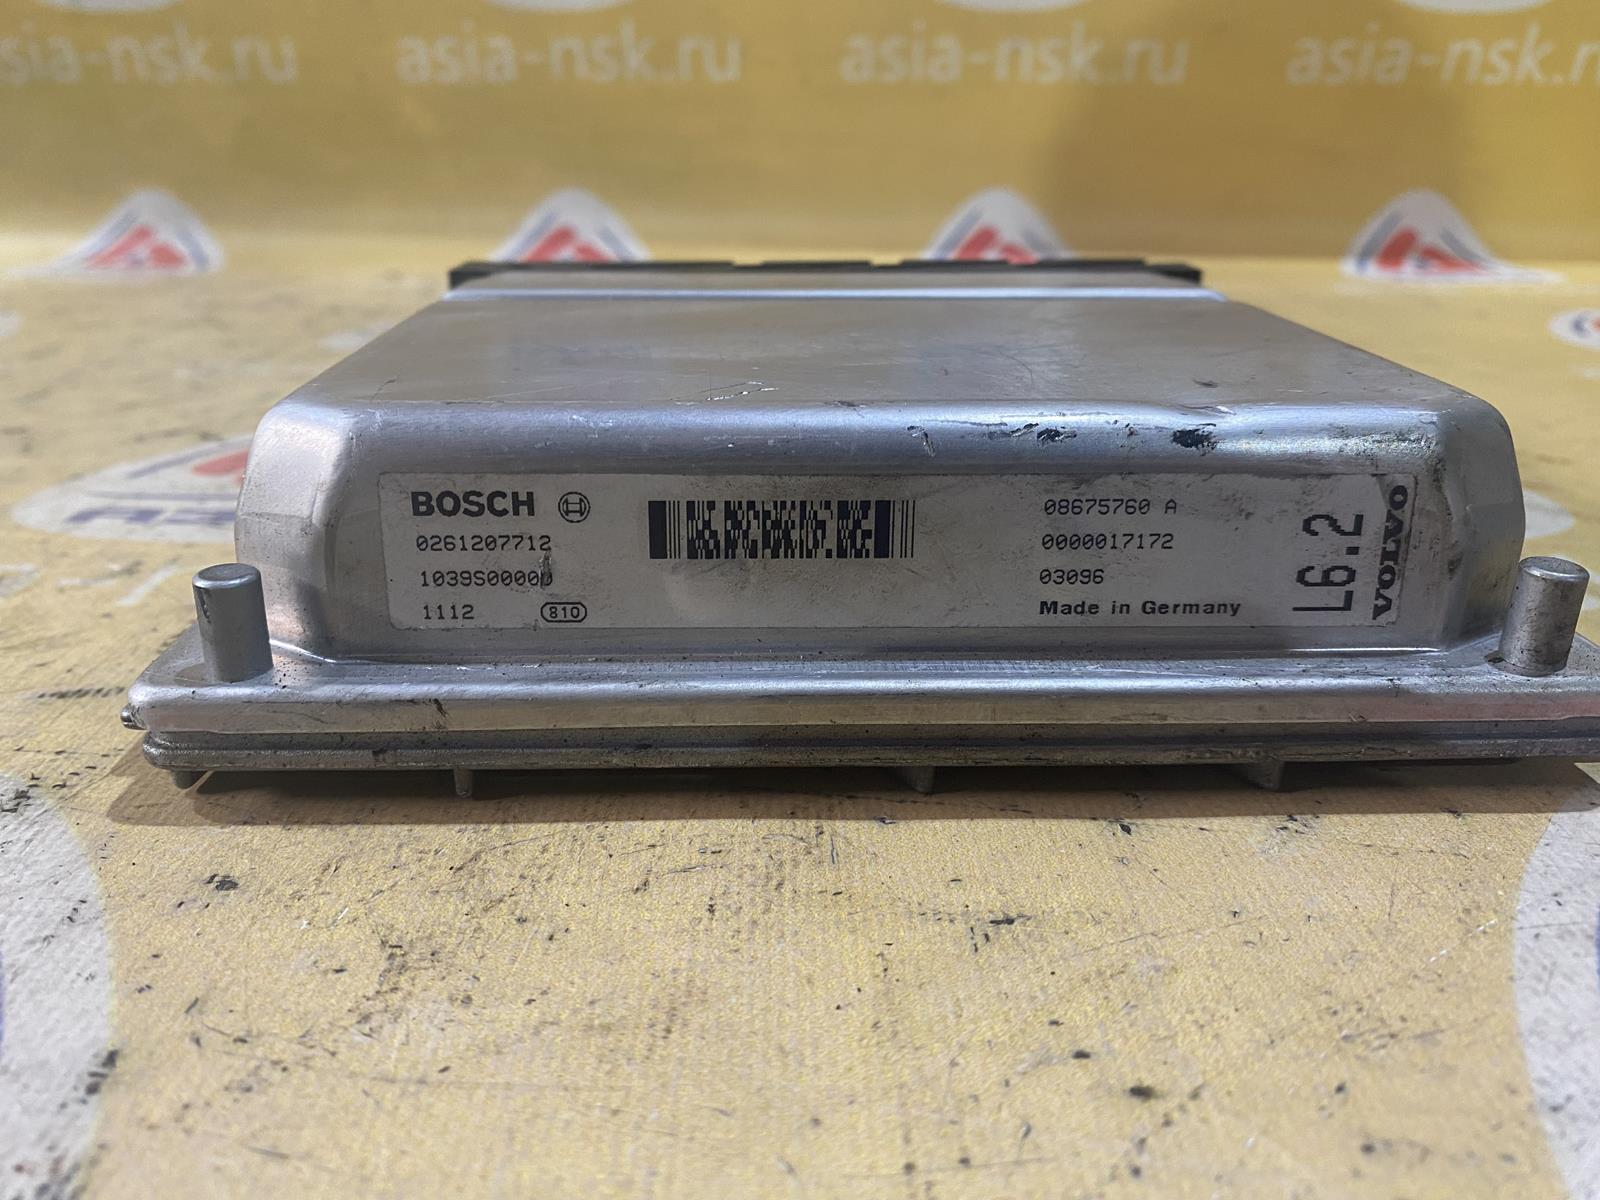 asia-nsk.ru asia-nsk.ru asia-nsk.ru asia-nsk.r
BOSCH
0261207712
1039S0000D
1112 810
08675760 A
0000017172
03096
Made in Germany
L6.2
VOLVO